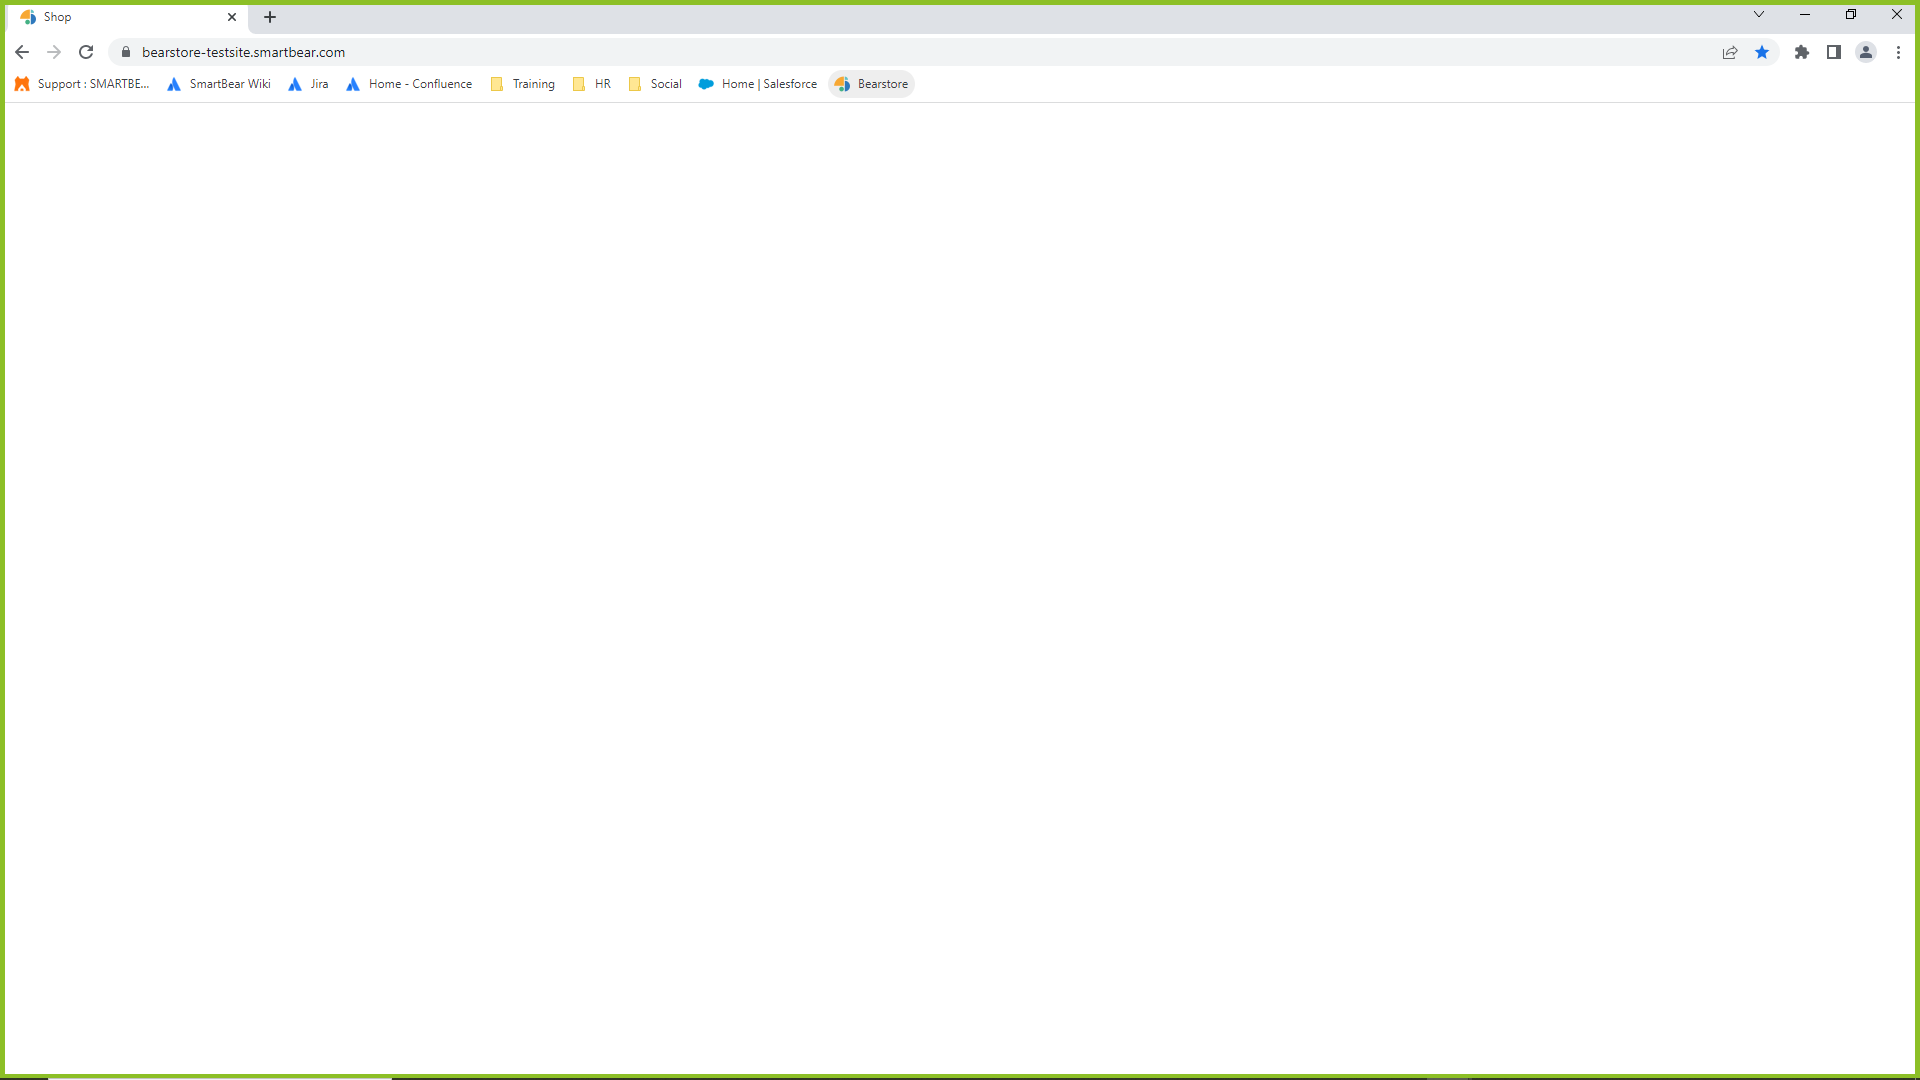 Shop
bearstore-testsite.smartbear.com
Support : SMARTBE... SmartBear Wiki Jira Home - Confluence Training HR Social Home | Salesforce Bearstore